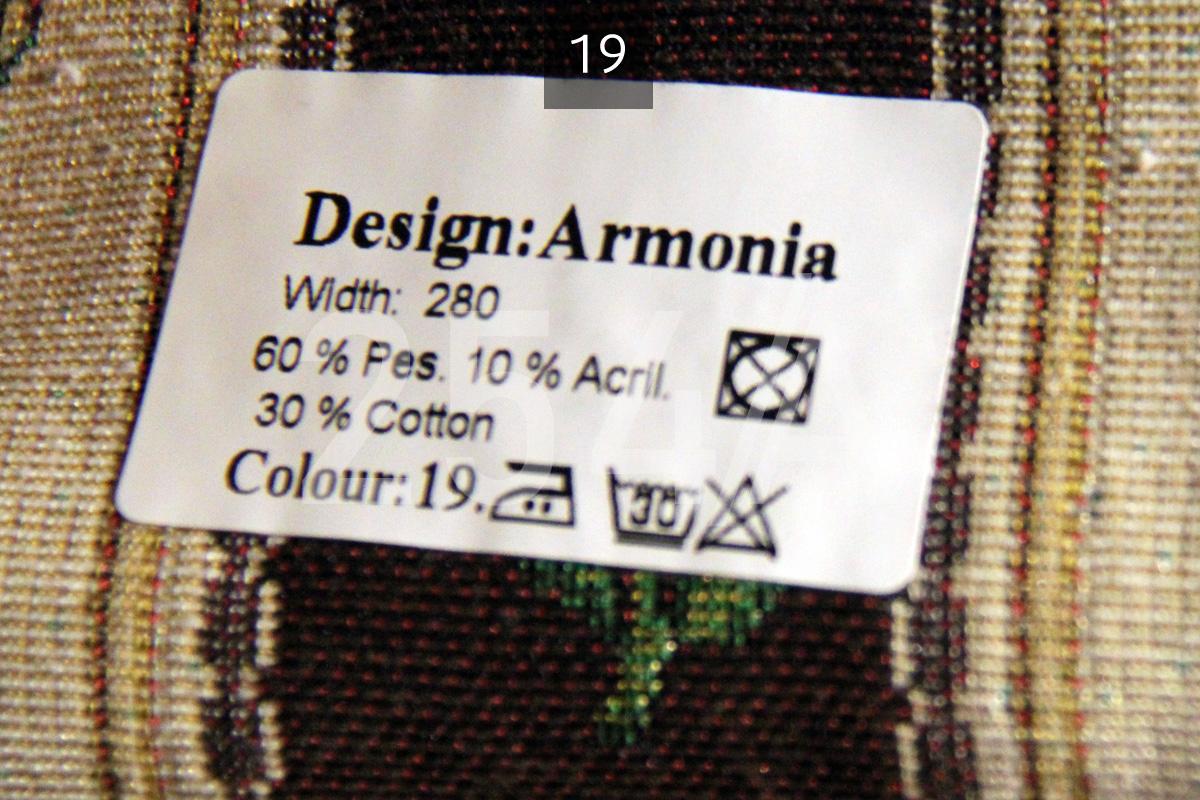 19
Design:Armonia
Width: 280
60 % Pes. 10 % Acril.
30 % Cotton
Colour:19.
30